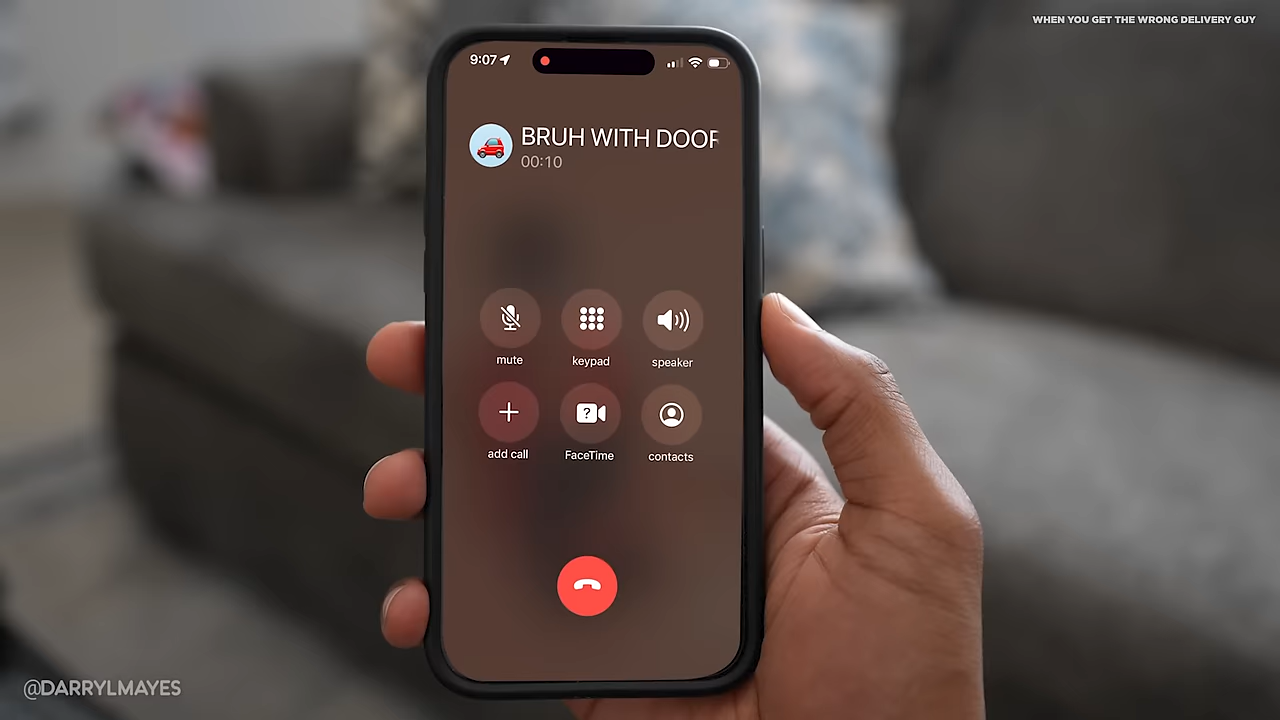 WHEN YOU GET THE WRONG DELIVERY GUY
9:07
BRUH WITH DOOR
00:10
mute
keypad
speaker
add call
?
FaceTime
contacts
@DARRYLMAYES